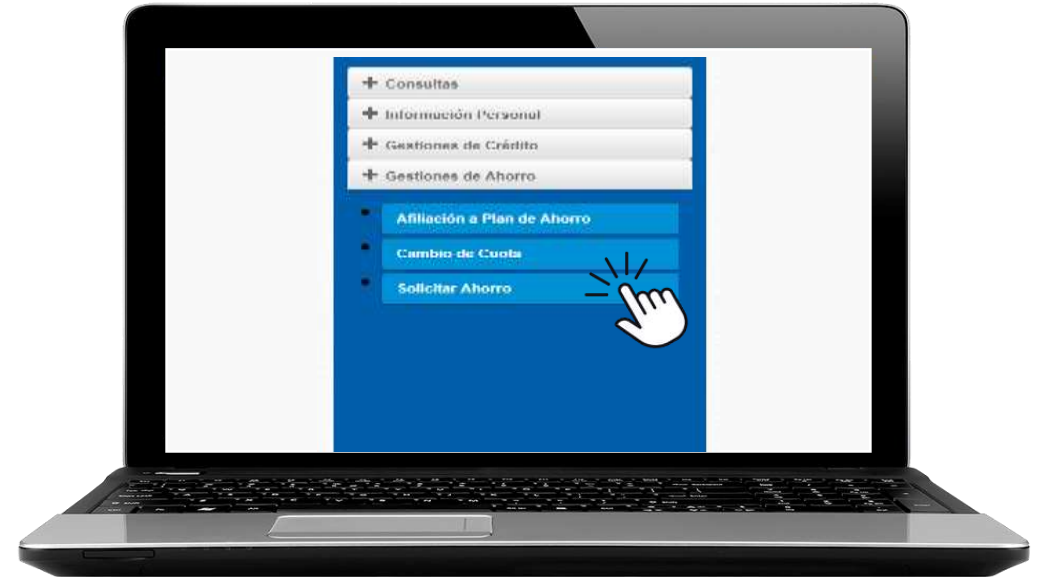 Consultas
Información Personal
Gestiones de Crédito
Gestiones de Ahorro
Afiliación a Plan de Ahorro
Cambio de Cuota
Solicitar Ahorro